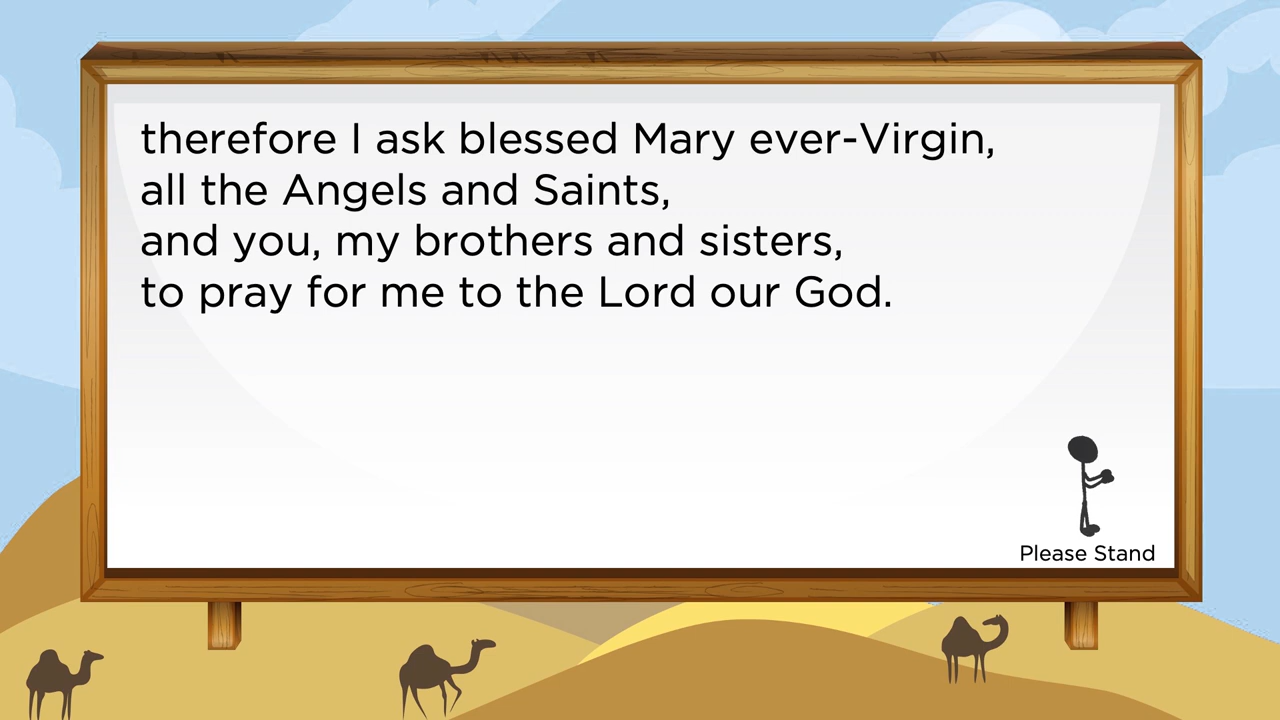 therefore I ask blessed Mary ever-Virgin,
all the Angels and Saints,
and you, my brothers and sisters,
to pray for me to the Lord our God.
Please Stand